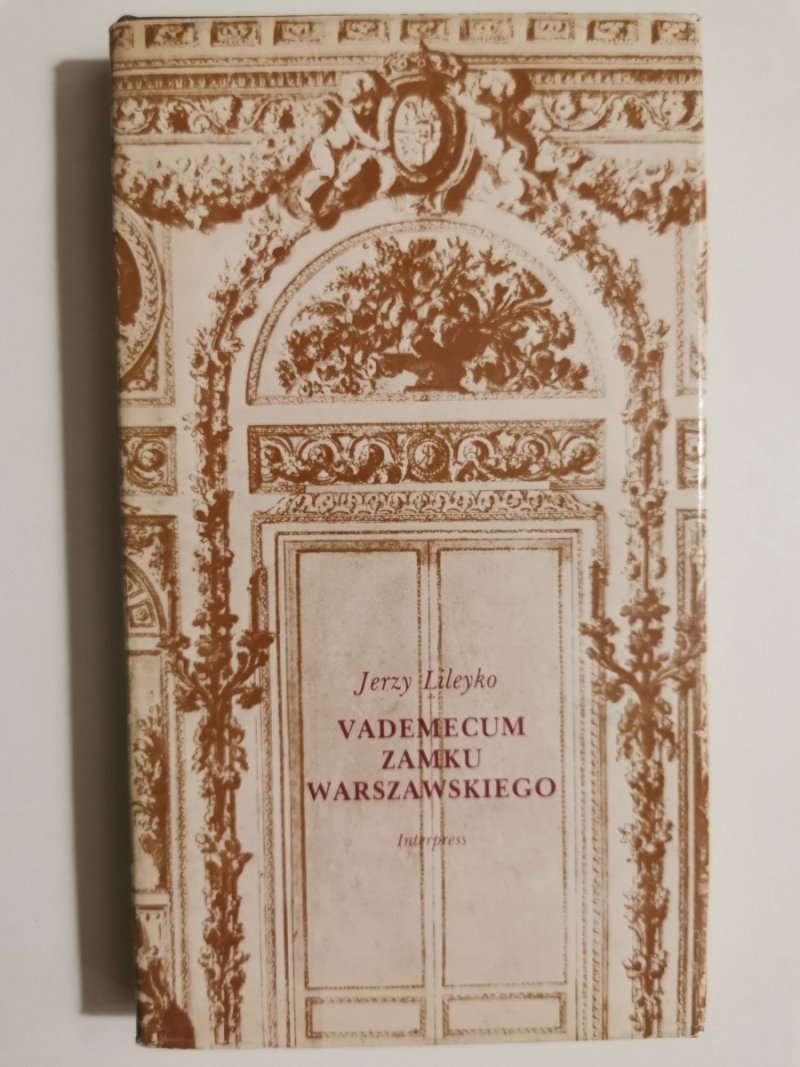 Jerzy Lileyko
VADEMECUM
ZAMKU
WARSZAWSKIEGO
Interpress